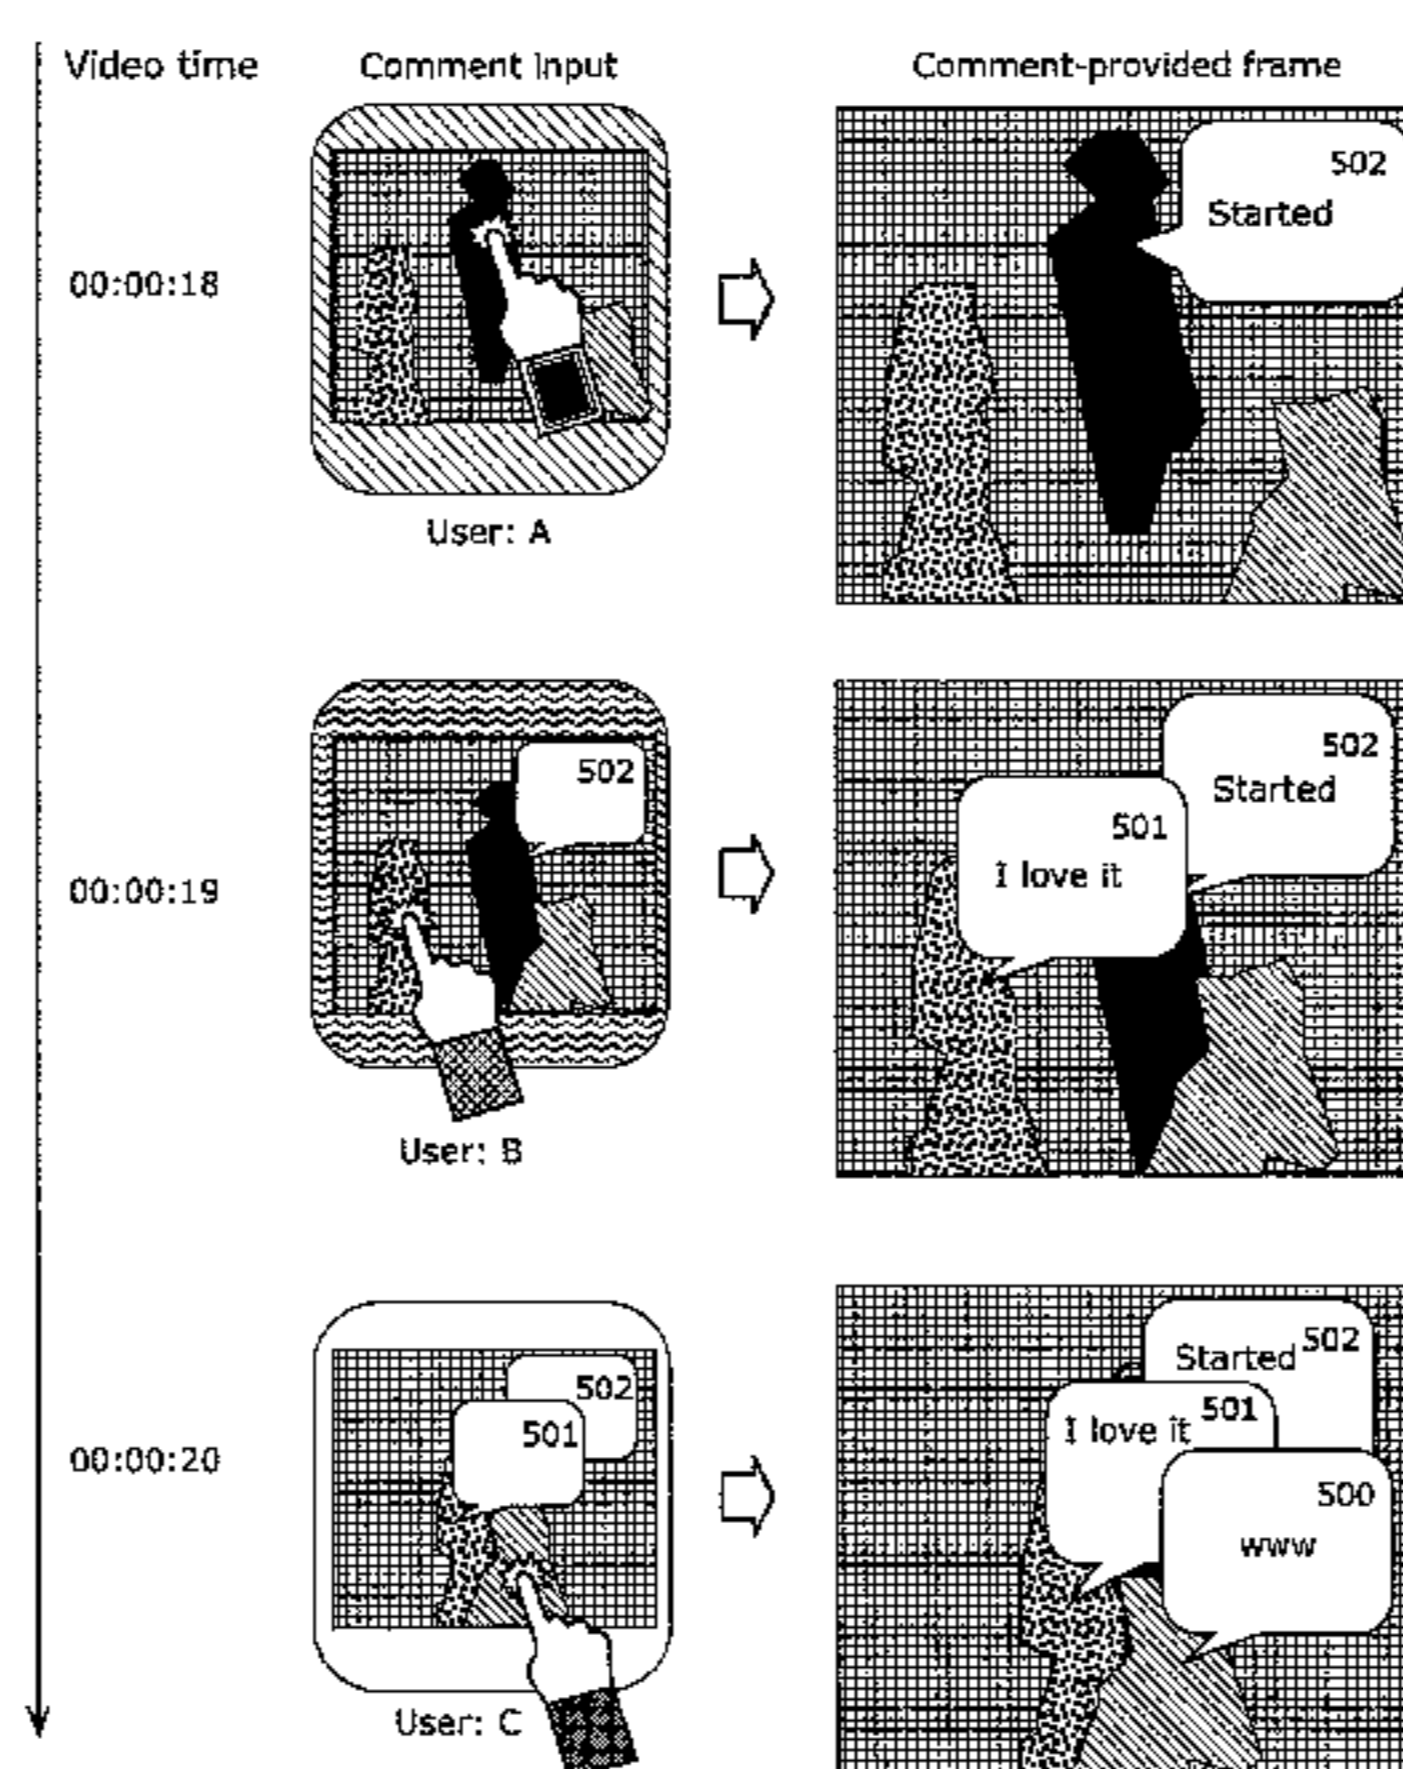 Video time
Comment input
Comment-provided frame
00:00:18
502
Started
User: A
00:00:19
502
502
Started
501
I love it
User: B
00:00:20
502
501
Started
502
I love it
501
500
www
User: C